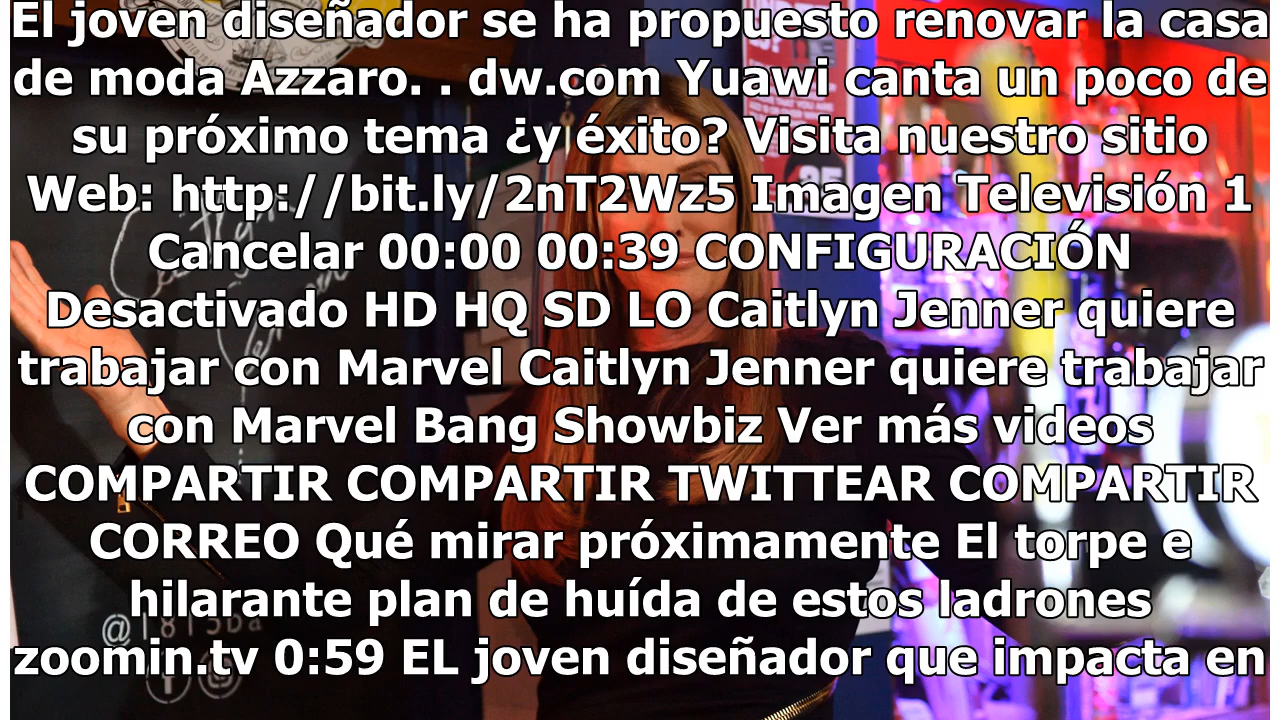 El joven diseñador se ha propuesto renovar la casa
de moda Azzaro. . dw.com Yuawi canta un poco de
su próximo tema ¿y éxito? Visita nuestro sitio
Web: http://bit.ly/2nT2Wz5 Imagen Televisión 1
Cancelar 00:00 00:39 CONFIGURACIÓN
Desactivado HD HQ SD LO Caitlyn Jenner quiere
trabajar con Marvel Caitlyn Jenner quiere trabajar
con Marvel Bang Showbiz Ver más videos
COMPARTIR COMPARTIR TWITTEAR COMPARTIR
CORREO Qué mirar próximamente El torpe e
hilarante plan de huída de estos ladrones
zoomin.tv 0:59 EL joven diseñador que impacta en